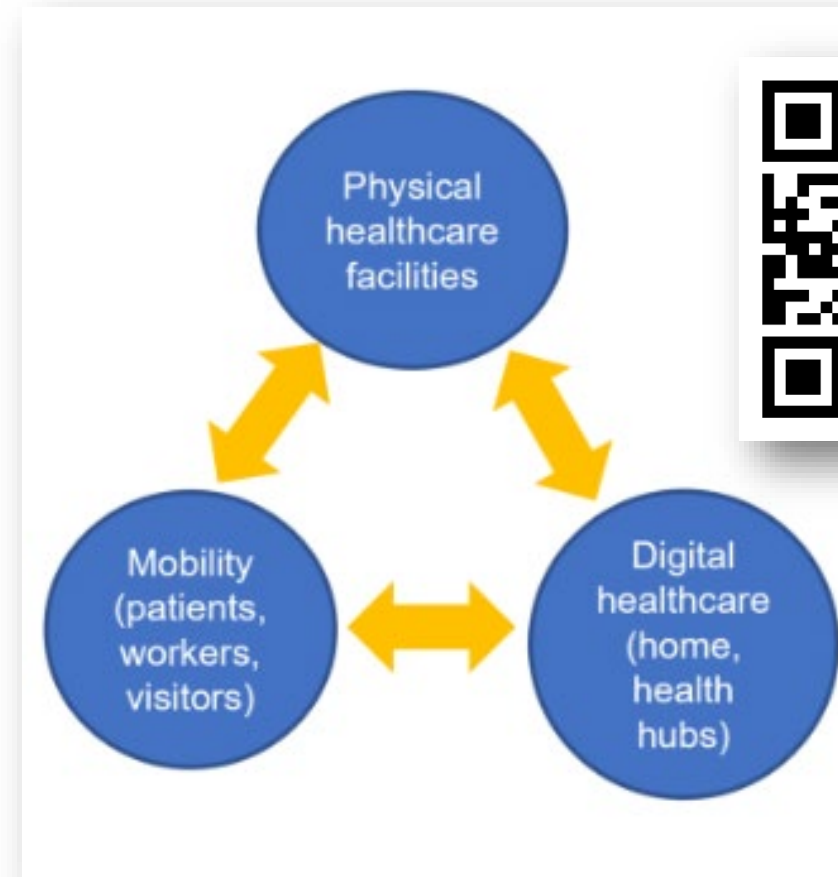 Physical
healthcare
facilities
Mobility
(patients,
workers,
visitors)
Digital
healthcare
(home,
health
hubs)